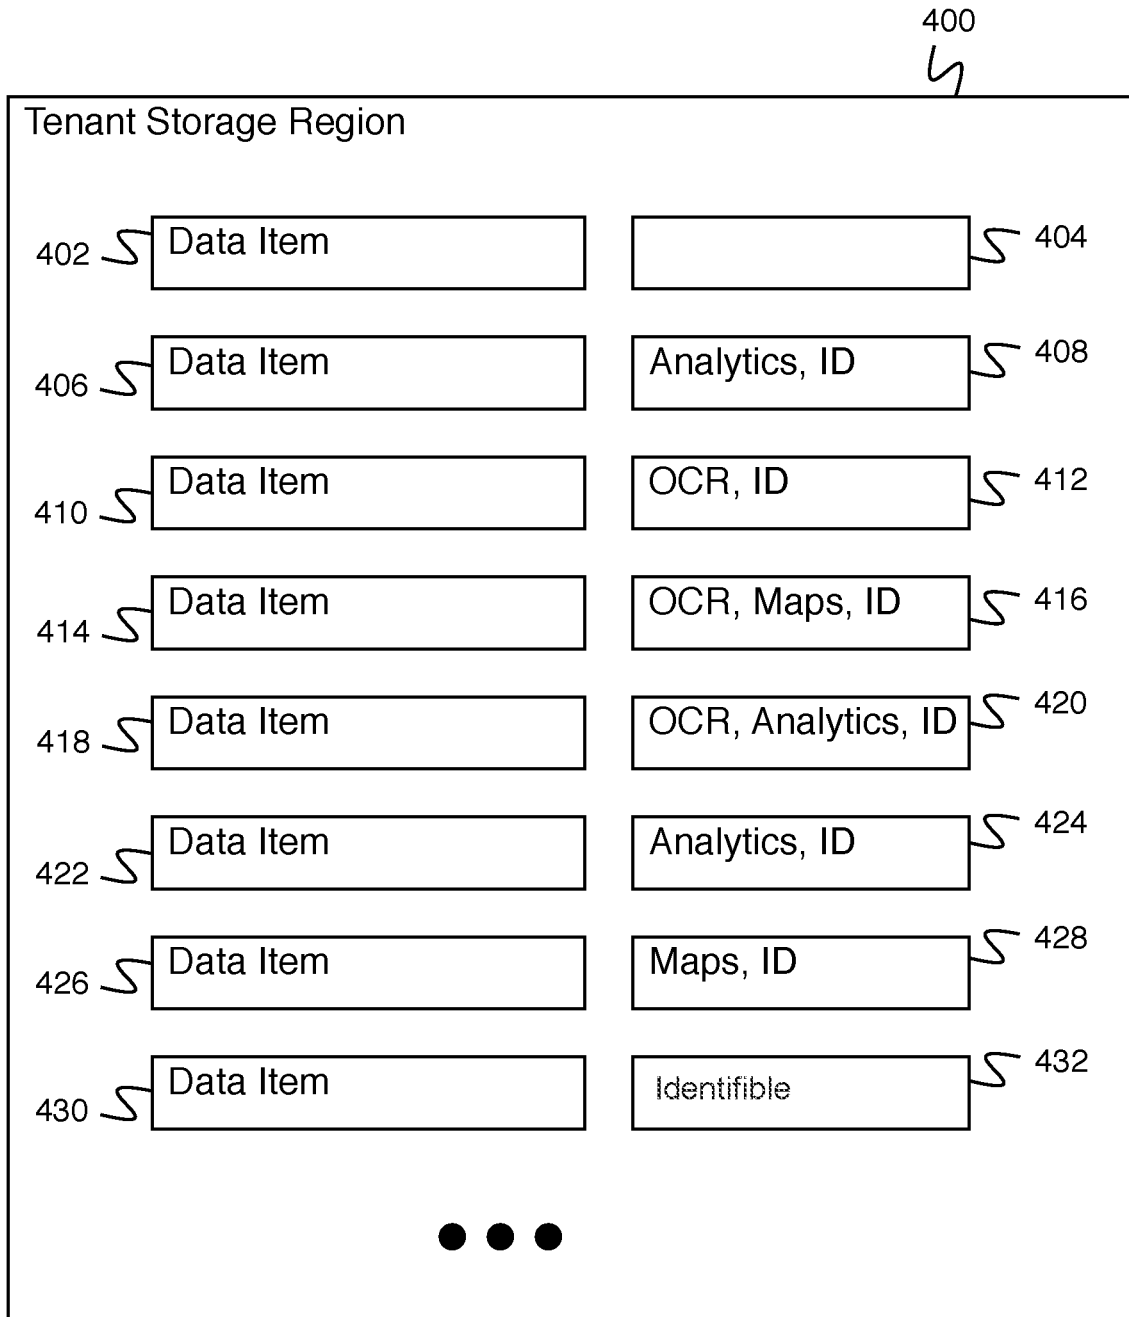 400
Tenant Storage Region
402 Data Item 404
406 Data Item Analytics, ID 408
410 Data Item OCR, ID 412
414 Data Item OCR, Maps, ID 416
418 Data Item OCR, Analytics, ID 420
422 Data Item Analytics, ID 424
426 Data Item Maps, ID 428
430 Data Item Identifible 432